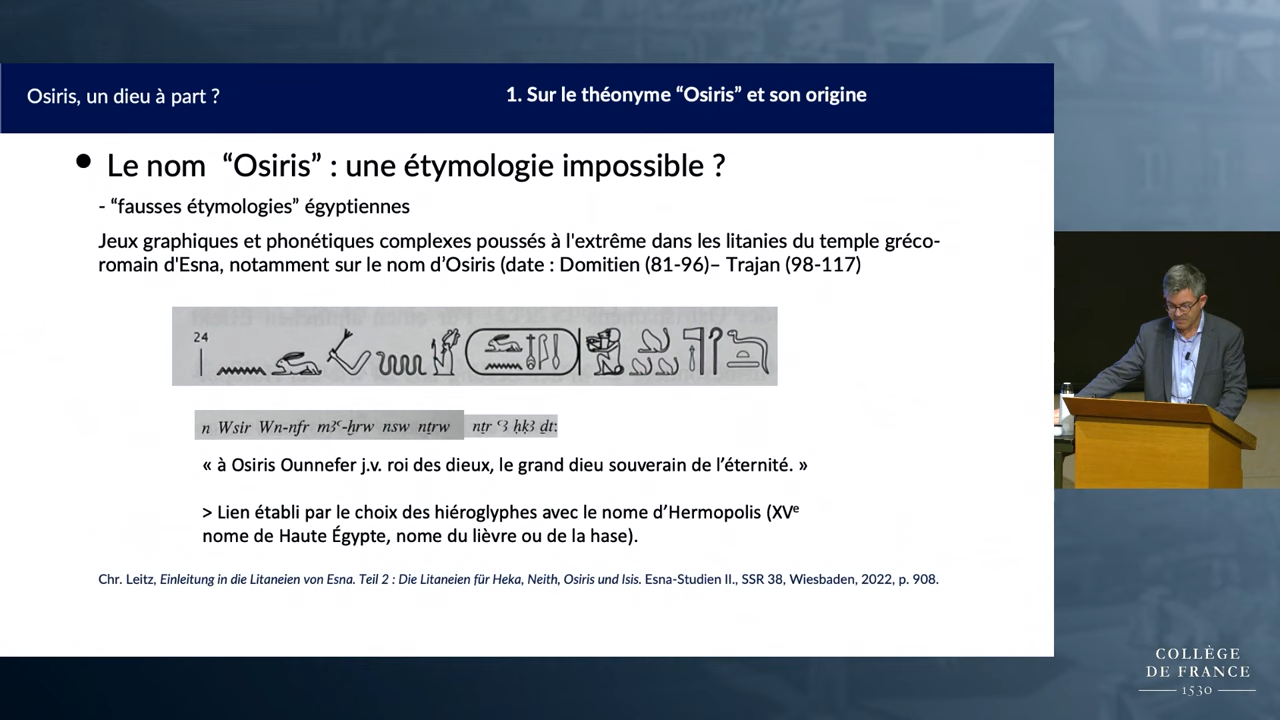 Osiris, un dieu à part ?
1. Sur le théonyme “Osiris” et son origine
● Le nom “Osiris” : une étymologie impossible ?
- “fausses étymologies” égyptiennes
Jeux graphiques et phonétiques complexes poussés à l'extrême dans les litanies du temple gréco-
romain d'Esna, notamment sur le nom d’Osiris (date : Domitien (81-96)– Trajan (98-117)
24
n Wsir Wn-nfr mꜣꜥ-ḫrw nsw nṯrw nṯr ꜥꜣ ḥḳꜣ ḏt:
« à Osiris Ounnefer j.v. roi des dieux, le grand dieu souverain de l’éternité. »
> Lien établi par le choix des hiéroglyphes avec le nome d’Hermopolis (XVᵉ
nome de Haute Égypte, nome du lièvre ou de la hase).
Chr. Leitz, Einleitung in die Litaneien von Esna. Teil 2 : Die Litaneien für Heka, Neith, Osiris und Isis. Esna-Studien II., SSR 38, Wiesbaden, 2022, p. 908.
COLLÈGE
DE FRANCE
1530